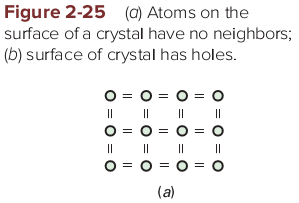 Figure 2-25 (a) Atoms on the
surface of a crystal have no neighbors;
(b) surface of crystal has holes.
(a)